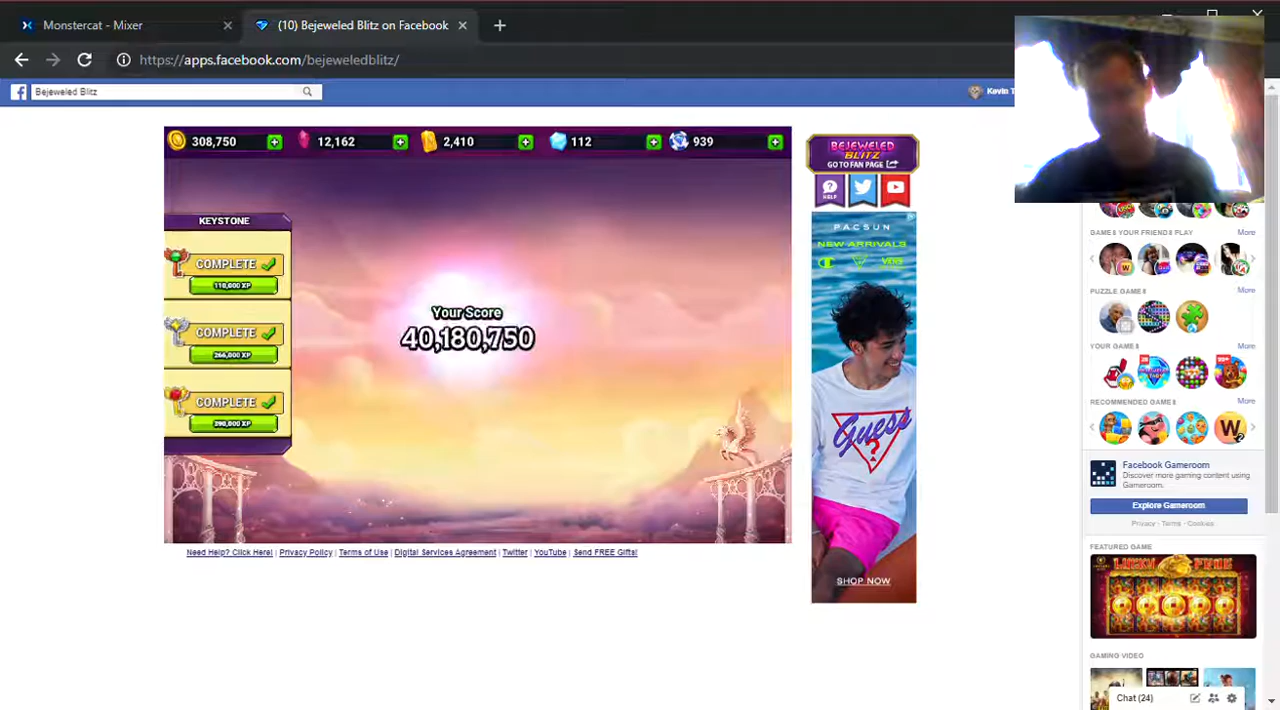 Monstercat - Mixer
(10) Bejeweled Blitz on Facebook
https://apps.facebook.com/bejeweledblitz/
Bejeweled Blitz
Kevin T
308,750
12,162
2,410
112
939
BEJEWELED
BLITZ
GO TO FAN PAGE
HELP
KEYSTONE
COMPLETE
110,000 XP
COMPLETE
266,000 XP
COMPLETE
390,000 XP
Your Score
40,180,750
PACSUN
NEW ARRIVALS
Guess
?
SHOP NOW
Need Help? Click Here! | Privacy Policy | Terms of Use | Digital Services Agreement | Twitter | YouTube | Send FREE Gifts!
GAMES YOUR FRIENDS PLAY
More
PUZZLE GAMES
More
YOUR GAMES
More
RECOMMENDED GAMES
More
W
Facebook Gameroom
Discover more gaming content using
Gameroom.
Explore Gameroom
Privacy · Terms · Cookies
FEATURED GAME
GAMING VIDEO
Chat (24)